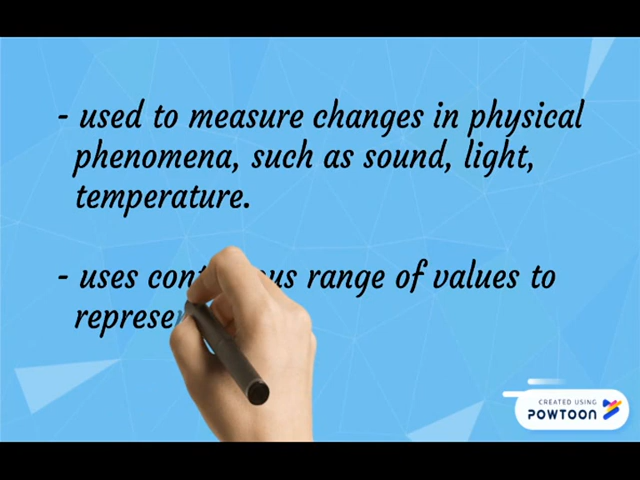 - used to measure changes in physical
phenomena, such as sound, light,
temperature.
- uses range of values to
CREATED USING
POWTOON